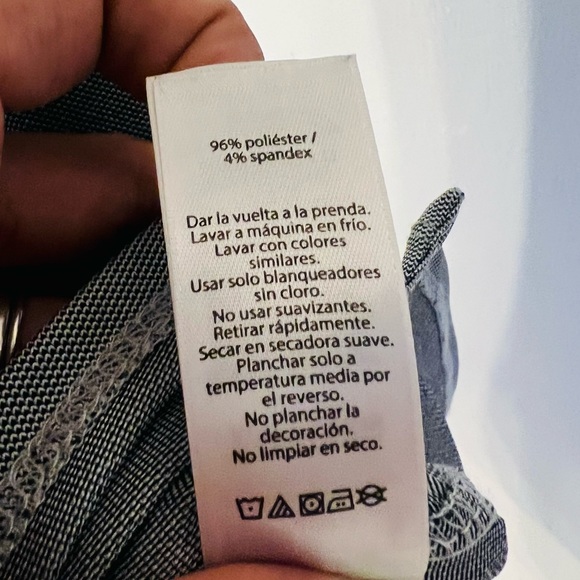 96% poliéster /
4% spandex
Dar la vuelta a la prenda.
Lavar a máquina en frío.
Lavar con colores
similares.
Usar solo blanqueadores
sin cloro.
No usar suavizantes.
Retirar rápidamente.
Secar en secadora suave.
Planchar solo a
temperatura media por
el reverso.
No planchar la
decoración.
No limpiar en seco.